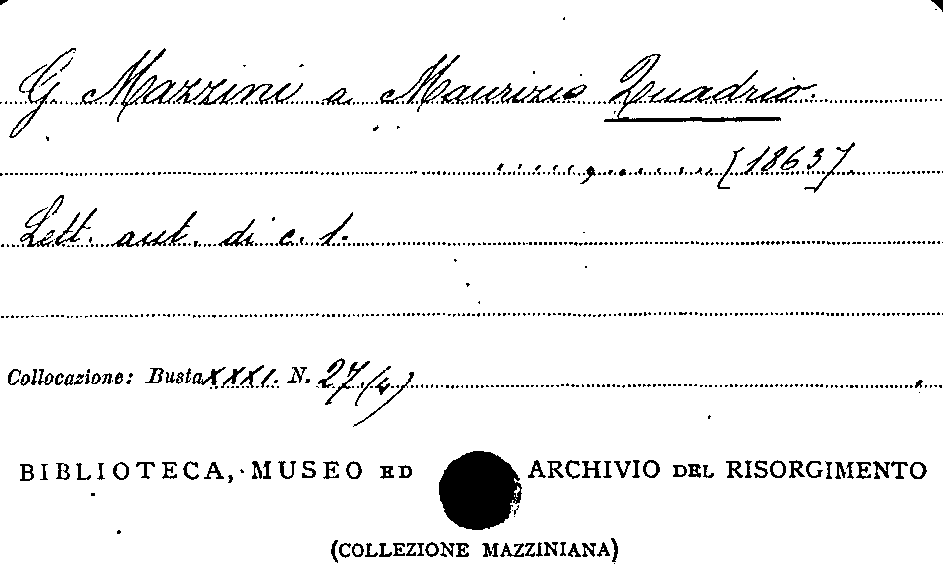 G. Mazzini a Maurizio Quadrio.
....., ...... [1863].
Lett. aut. di c. 1.
Collocazione: Busta XXXI. N. 27.(4)
BIBLIOTECA, MUSEO ED ARCHIVIO DEL RISORGIMENTO
(COLLEZIONE MAZZINIANA)